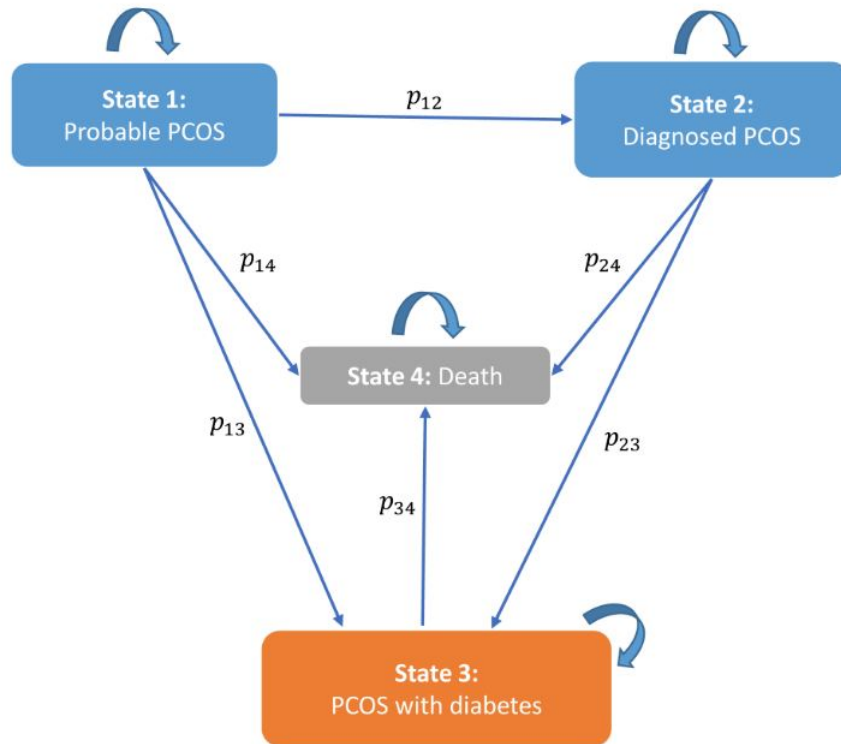 State 1:
Probable PCOS
p₁₂
State 2:
Diagnosed PCOS
p₁₄
p₂₄
State 4: Death
p₁₃
p₂₃
p₃₄
State 3:
PCOS with diabetes